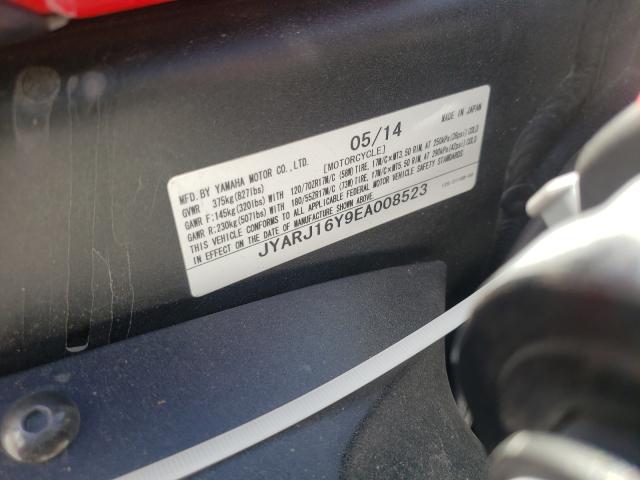 MFD. BY YAMAHA MOTOR CO., LTD. 05/14 MADE IN JAPAN
GVWR 375kg(827lbs) [MOTORCYCLE]
GAWR F:145kg(320lbs) WITH 120/70ZR17M/C (58W) TIRE, 17M/C×MT3.50 RIM, AT 250kPa(36psi) COLD
GAWR R:230kg(507lbs) WITH 180/55ZR17M/C (73W) TIRE, 17M/C×MT5.50 RIM, AT 290kPa(42psi) COLD
THIS VEHICLE CONFORMS TO ALL APPLICABLE FEDERAL MOTOR VEHICLE SAFETY STANDARDS
IN EFFECT ON THE DATE OF MANUFACTURE SHOWN ABOVE.
JYARJ16Y9EA008523